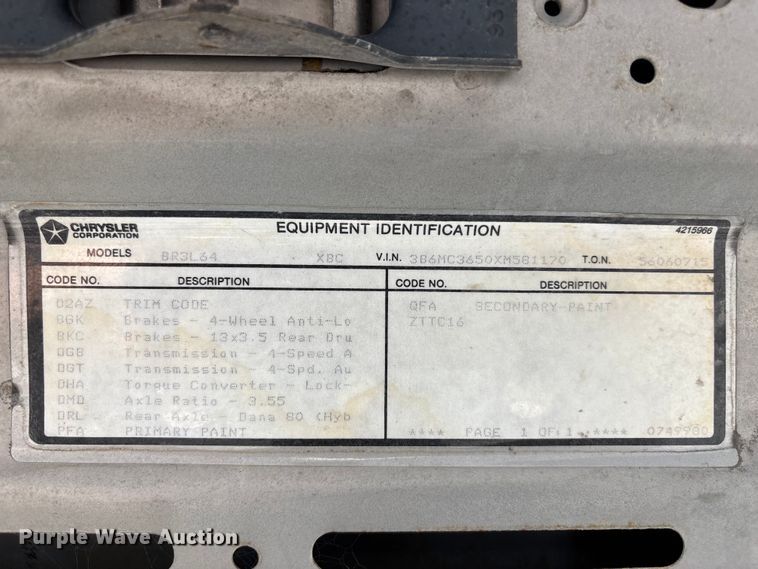 CHRYSLER CORPORATION EQUIPMENT IDENTIFICATION 4215966
MODELS BR3L64 XBC V.I.N. 3B6MC3650XM581170 T.O.N. 56060715
CODE NO. DESCRIPTION CODE NO. DESCRIPTION
D2AZ TRIM CODE QFA SECONDARY PAINT
BGK Brakes - 4-Wheel Anti-Lo ZTTC16
BKC Brakes - 13x3.5 Rear Dru
DGB Transmission - 4-Speed A
DGT Transmission - 4-Spd. Au
DHA Torque Converter - Lock-
DMD Axle Ratio - 3.55
DRL Rear Axle - Dana 80 (Hyb
PFA PRIMARY PAINT **** PAGE 1 OF 1 **** 0749900
Purple Wave Auction